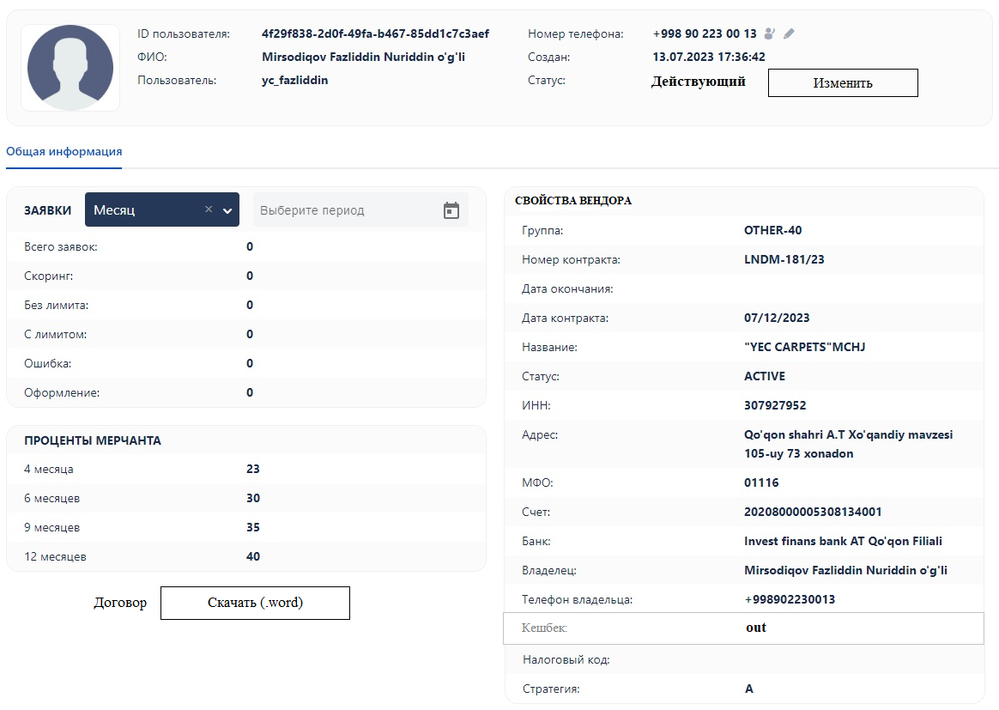 ID пользователя: 4f29f838-2d0f-49fa-b467-85dd1c7c3aef
ФИО: Mirsodiqov Fazliddin Nuriddin o'g'li
Пользователь: yc_fazliddin
Номер телефона: +998 90 223 00 13
Создан: 13.07.2023 17:36:42
Статус: Действующий Изменить
Общая информация
ЗАЯВКИ Месяц × Выберите период
Всего заявок: 0
Скоринг: 0
Без лимита: 0
С лимитом: 0
Ошибка: 0
Оформление: 0
ПРОЦЕНТЫ МЕРЧАНТА
4 месяца 23
6 месяцев 30
9 месяцев 35
12 месяцев 40
Договор Скачать (.word)
СВОЙСТВА ВЕНДОРА
Группа: OTHER-40
Номер контракта: LNDM-181/23
Дата окончания:
Дата контракта: 07/12/2023
Название: "YEC CARPETS"MCHJ
Статус: ACTIVE
ИНН: 307927952
Адрес: Qo'qon shahri A.T Xo'qandiy mavzesi
105-uy 73 xonadon
МФО: 01116
Счет: 20208000005308134001
Банк: Invest finans bank AT Qo'qon Filiali
Владелец: Mirsodiqov Fazliddin Nuriddin o'g'li
Телефон владельца: +998902230013
Кешбек: out
Налоговый код:
Стратегия: A